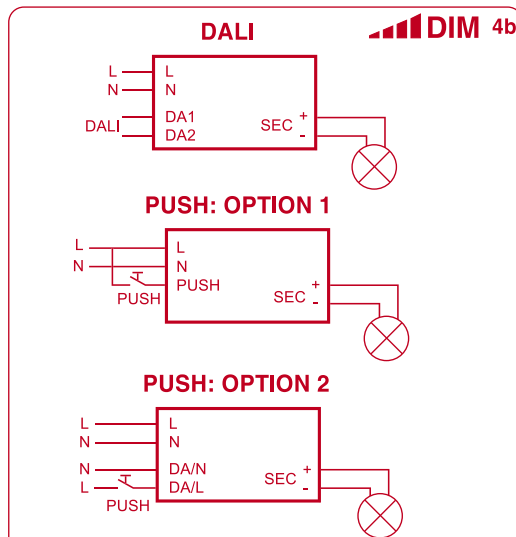 DALI
DIM 4b
L L
N N
DALI DA1
DA2
SEC + -
PUSH: OPTION 1
L L
N N
PUSH PUSH
SEC + -
PUSH: OPTION 2
L L
N N
N DA/N
L DA/L
PUSH
SEC + -